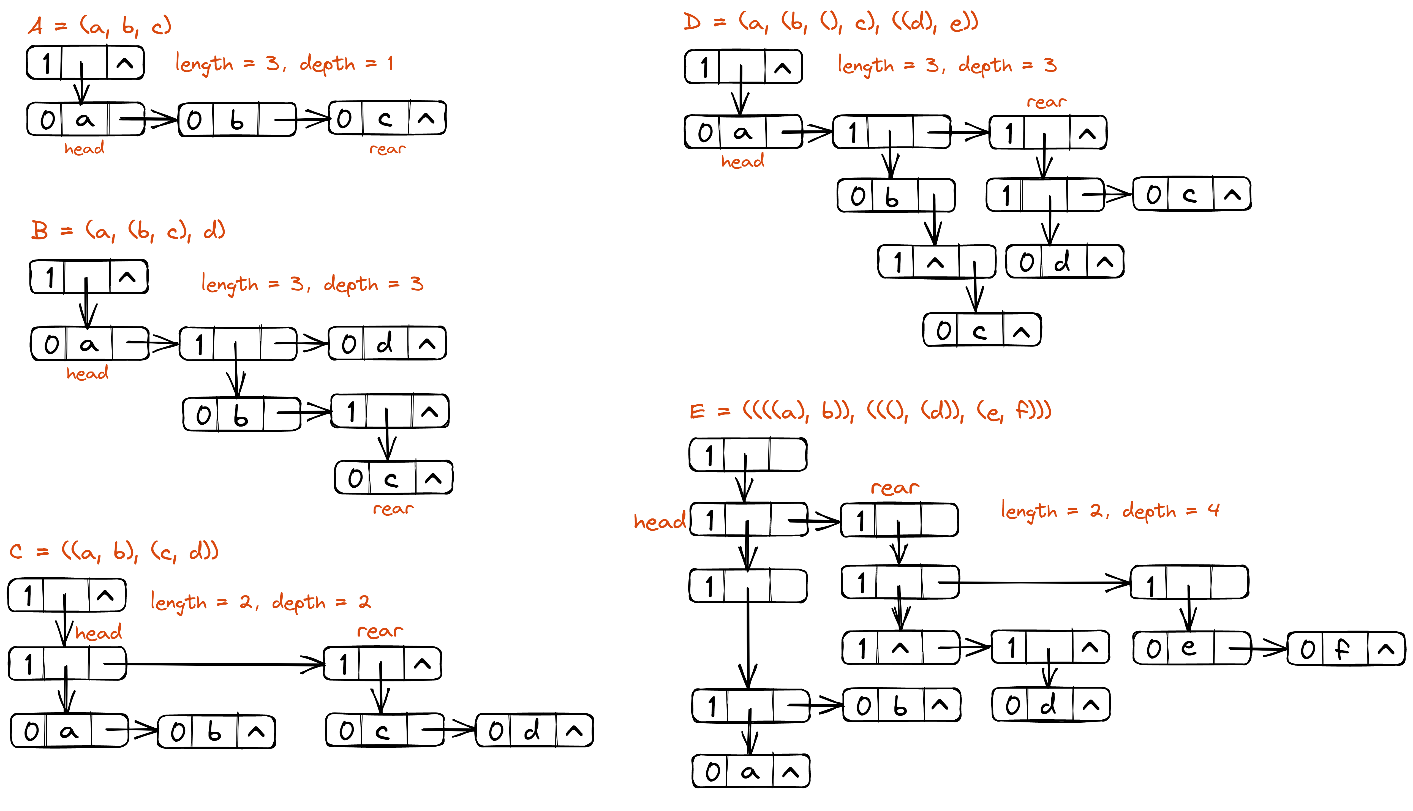 A = (a, b, c)
1 ^
length = 3, depth = 1
0 a 0 b 0 c ^
head
rear
B = (a, (b, c), d)
1 ^
length = 3, depth = 3
0 a 1 0 d ^
head
0 b 1 ^
0 c ^
rear
C = ((a, b), (c, d))
1 ^
length = 2, depth = 2
head
rear
1 1 ^
0 a 0 b ^ 0 c 0 d ^
D = (a, (b, (), c), ((d), e))
1 ^
length = 3, depth = 3
rear
0 a 1 1 ^
head
0 b 1 0 c ^
1 ^ 0 d ^
0 c ^
E = ((((a), b)), (((), (d)), (e, f)))
1
rear
head 1 1
length = 2, depth = 4
1 1 1
1 ^ 1 ^ 0 e 0 f ^
1 0 b ^ 0 d ^
0 a ^